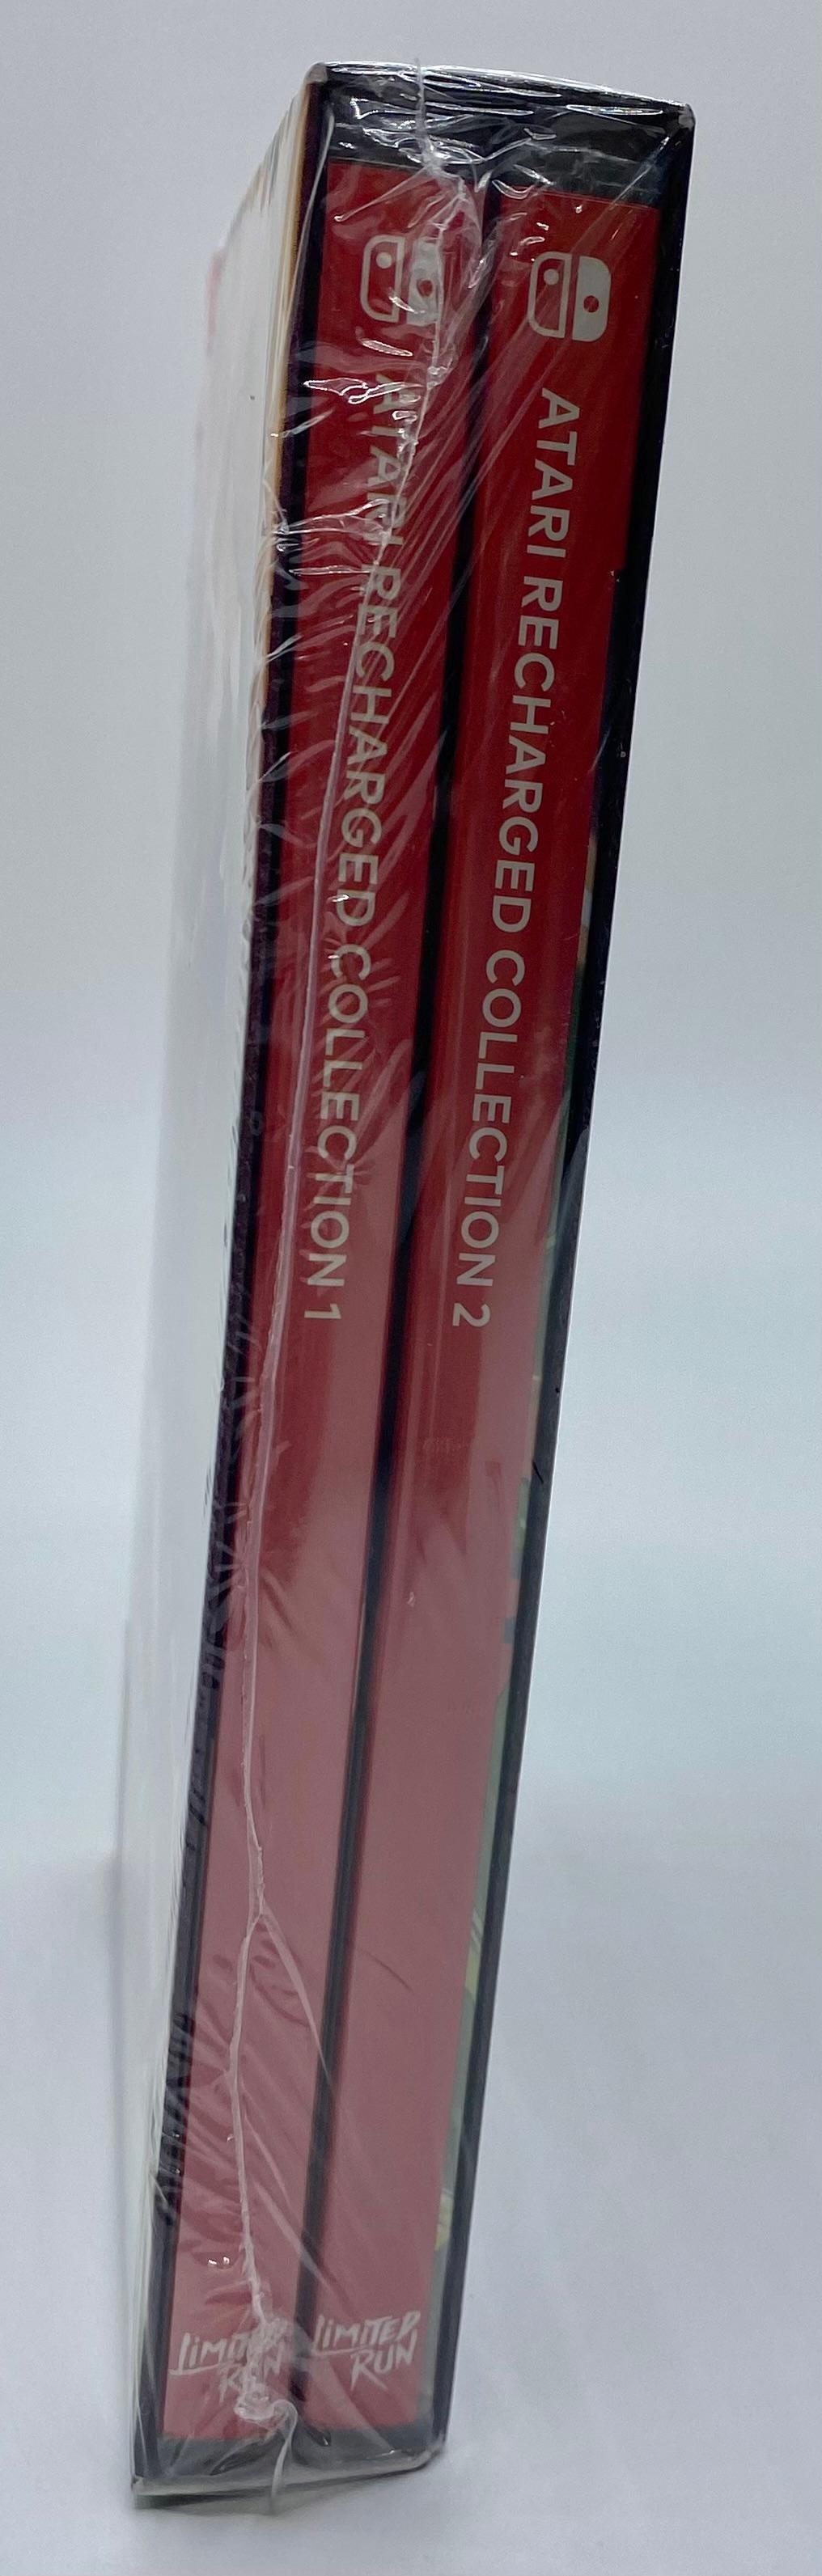 ATARI RECHARGED COLLECTION 1
LIMITED
RUN
ATARI RECHARGED COLLECTION 2
LIMITED
RUN